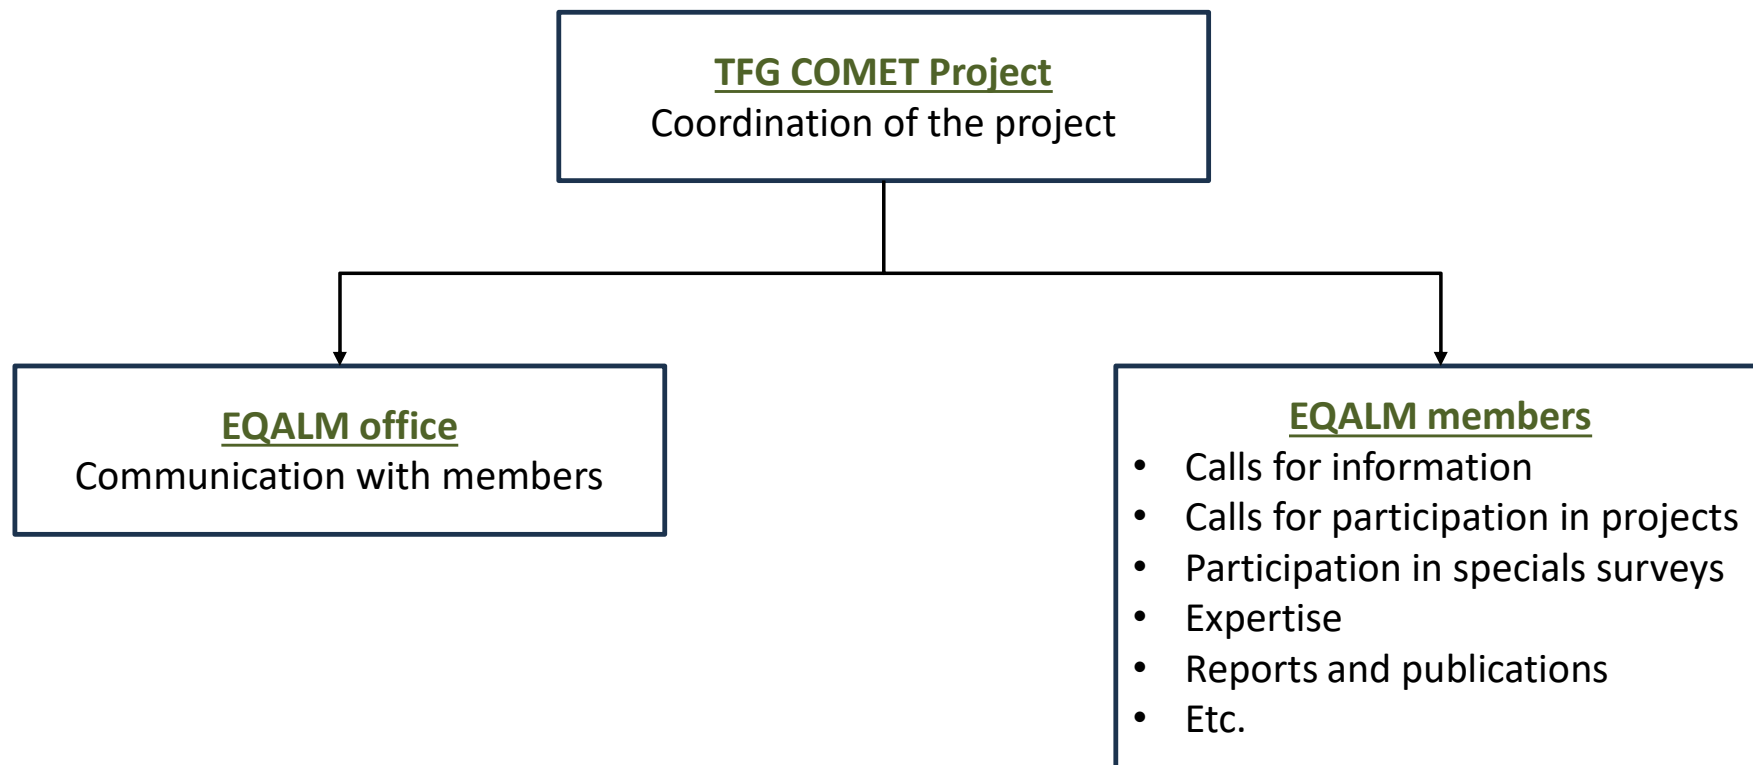 TFG COMET Project
Coordination of the project
EQALM office
Communication with members
EQALM members
• Calls for information
• Calls for participation in projects
• Participation in specials surveys
• Expertise
• Reports and publications
• Etc.